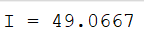 I = 49.0667